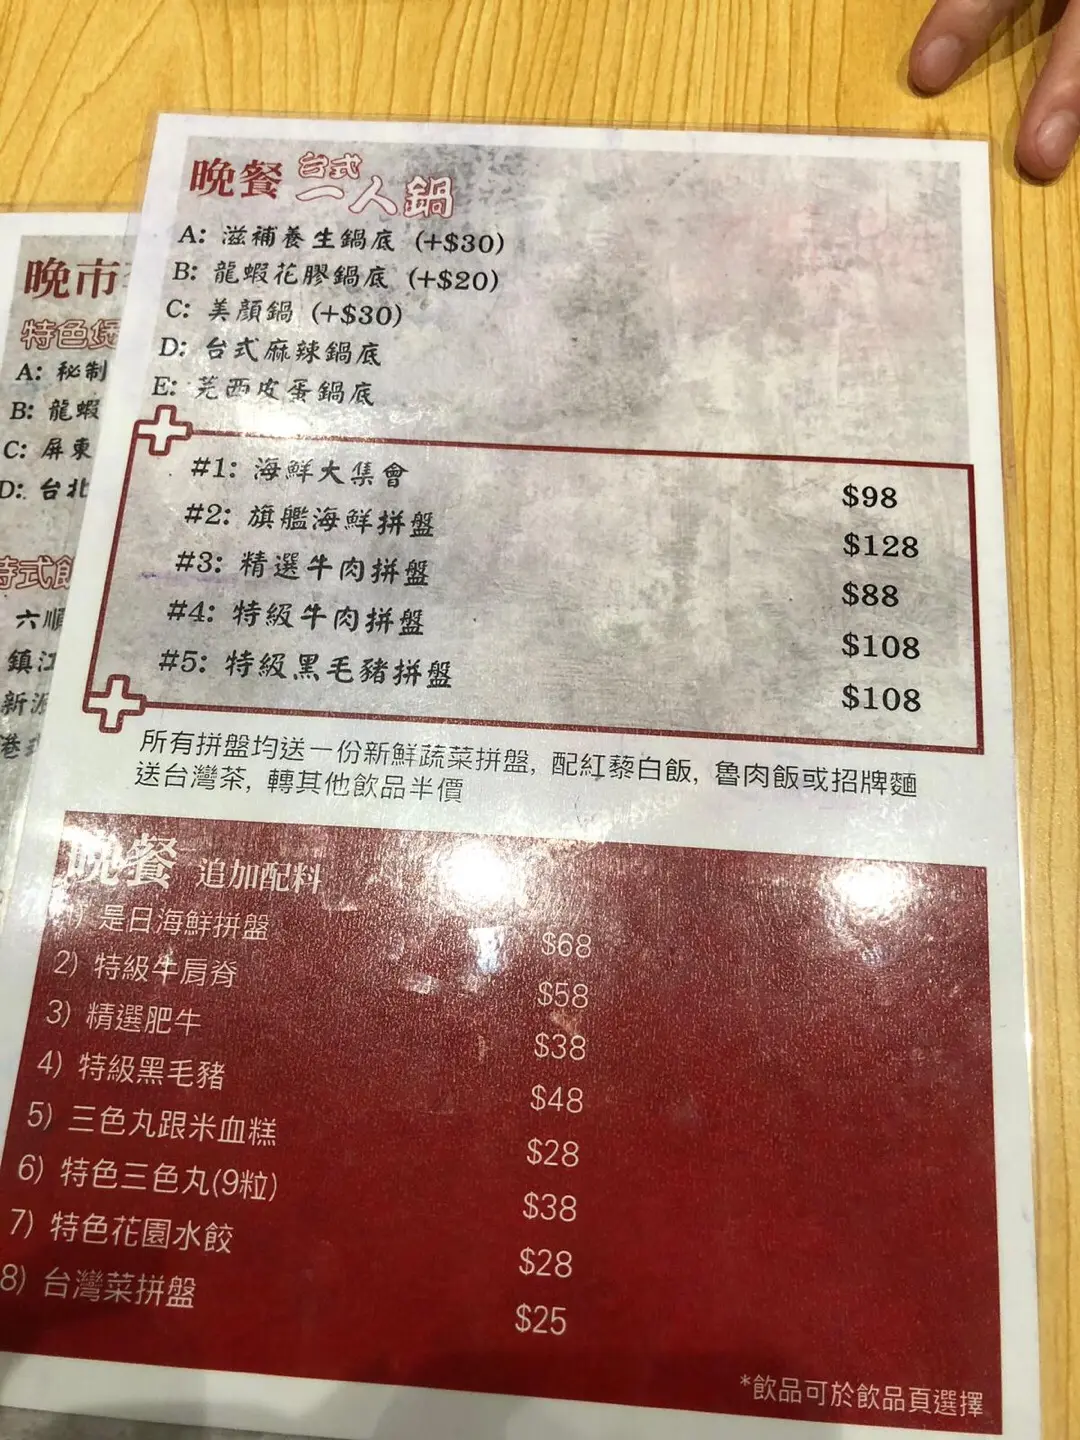 晚餐 台式
一人鍋
A: 滋補養生鍋底 (+$30)
B: 龍蝦花膠鍋底 (+$20)
C: 美顏鍋 (+$30)
D: 台式麻辣鍋底
E: 芫西皮蛋鍋底
#1: 海鮮大集會 $98
#2: 旗艦海鮮拼盤 $128
#3: 精選牛肉拼盤 $88
#4: 特級牛肉拼盤 $108
#5: 特級黑毛豬拼盤 $108
所有拼盤均送一份新鮮蔬菜拼盤, 配紅藜白飯, 魯肉飯或招牌麵
送台灣茶, 轉其他飲品半價
晚餐 追加配料
1) 是日海鮮拼盤 $68
2) 特級牛肩脊 $58
3) 精選肥牛 $38
4) 特級黑毛豬 $48
5) 三色丸跟米血糕 $28
6) 特色三色丸(9粒) $38
7) 特色花園水餃 $28
8) 台灣菜拼盤 $25
*飲品可於飲品頁選擇
晚市
特色煲
A: 秘制
B: 龍蝦
C: 屏東
D: 台北
式
六順
鎮江
新派
港